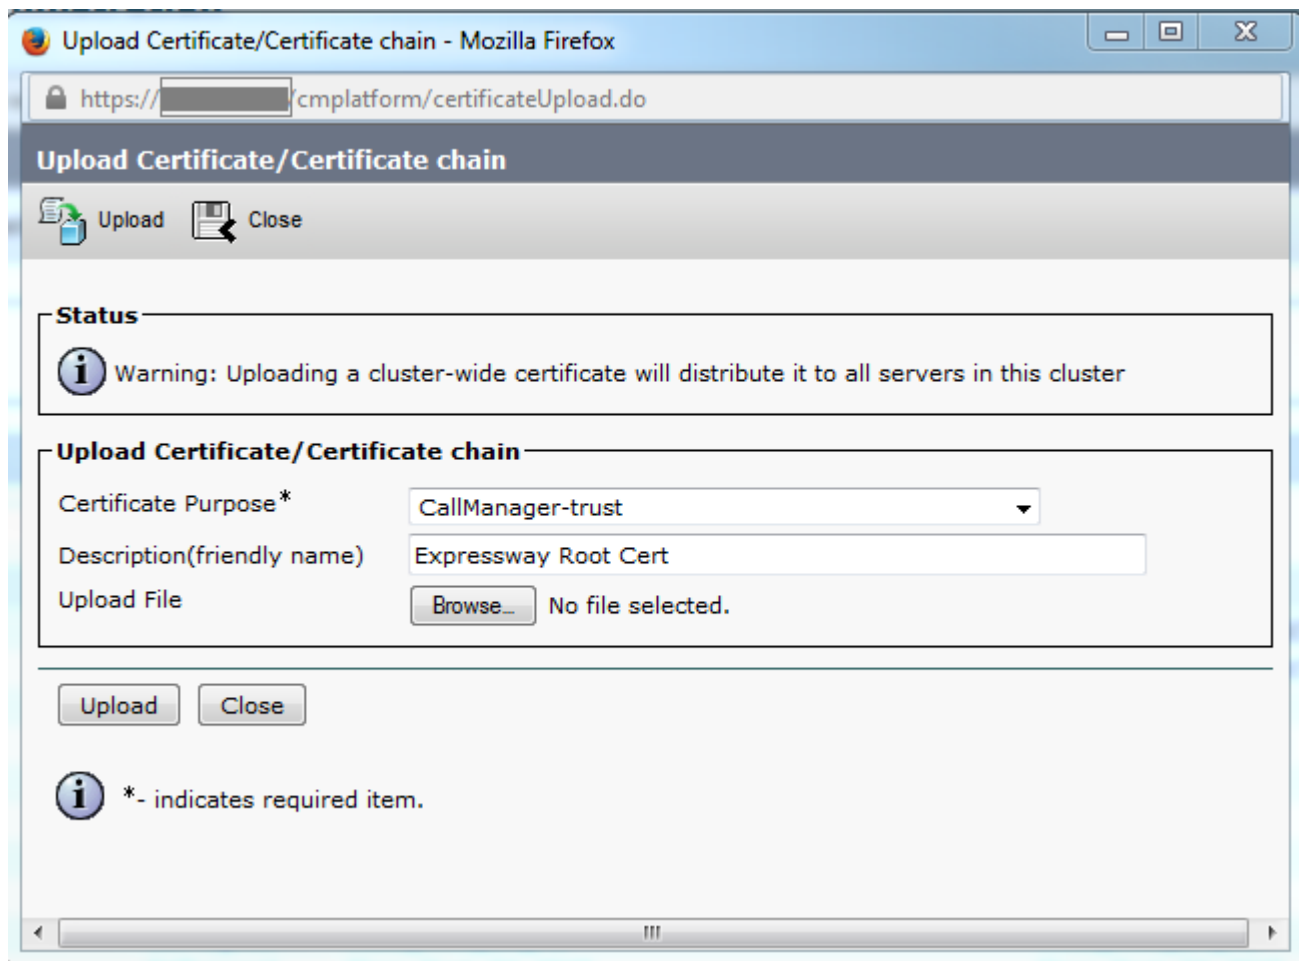 Upload Certificate/Certificate chain - Mozilla Firefox
https:// /cmplatform/certificateUpload.do
Upload Certificate/Certificate chain
Upload Close
Status
Warning: Uploading a cluster-wide certificate will distribute it to all servers in this cluster
Upload Certificate/Certificate chain
Certificate Purpose* CallManager-trust
Description(friendly name) Expressway Root Cert
Upload File Browse... No file selected.
Upload Close
*- indicates required item.